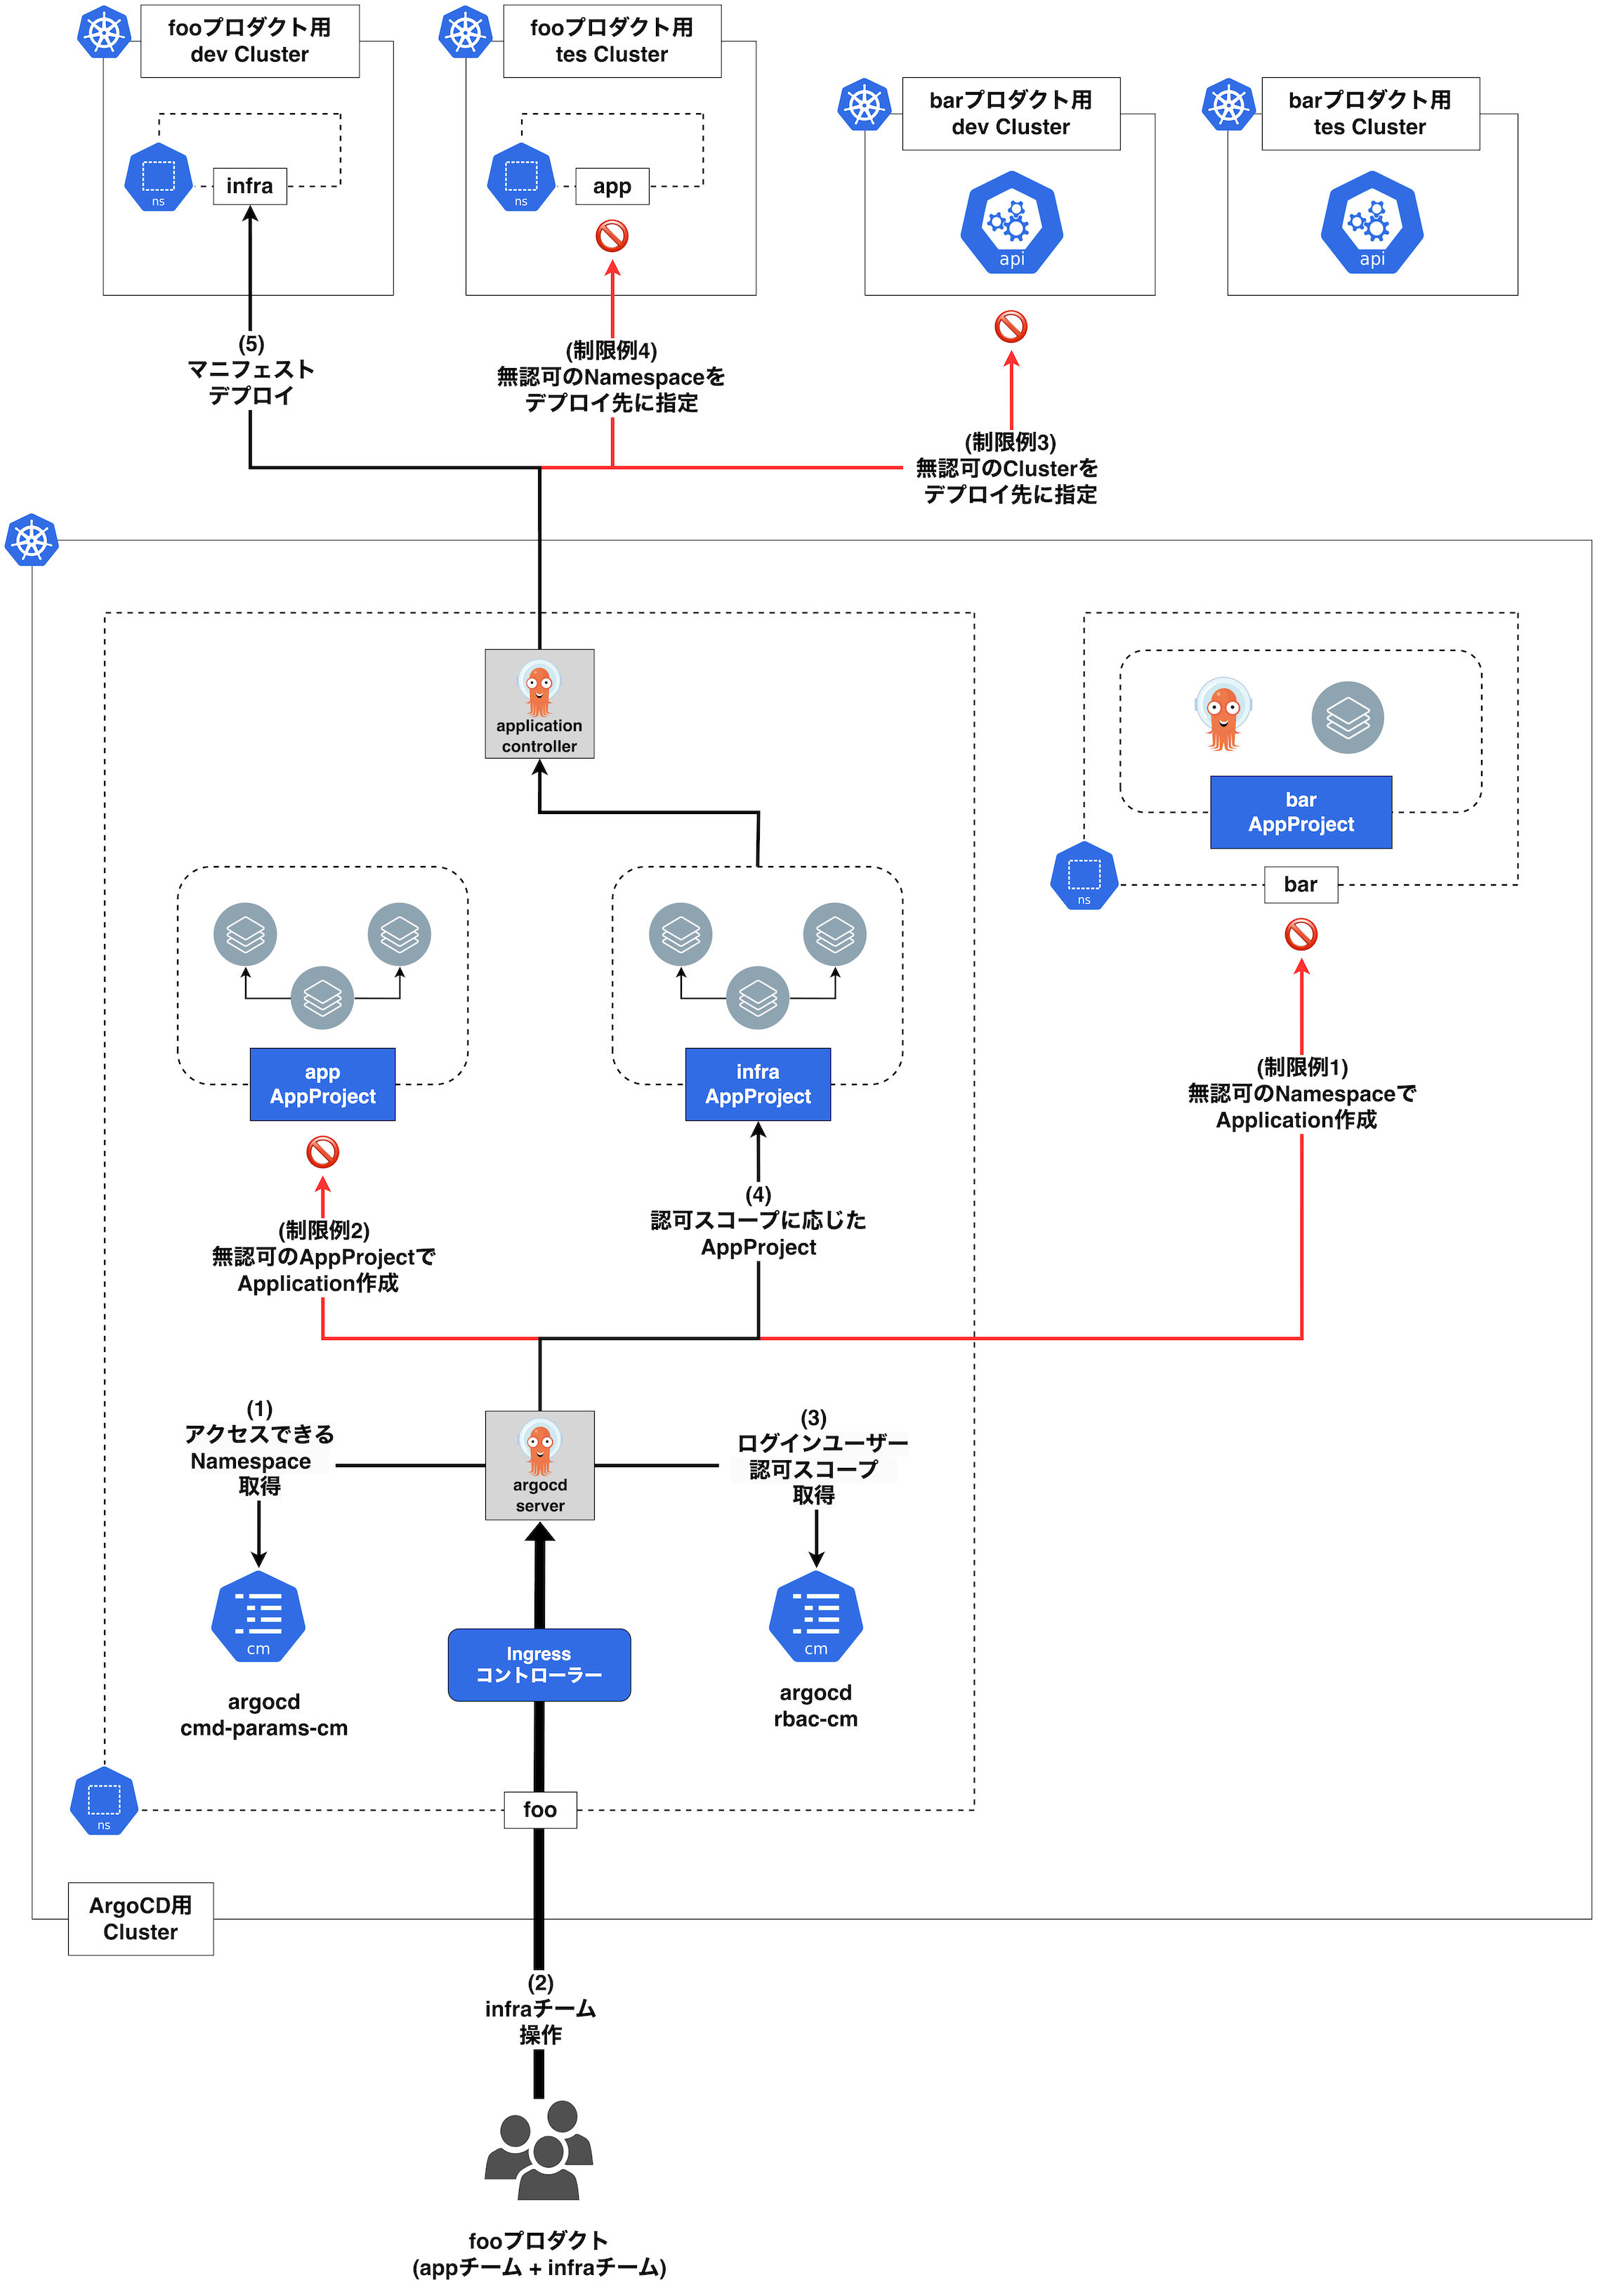 fooプロダクト用
dev Cluster
fooプロダクト用
tes Cluster
barプロダクト用
dev Cluster
barプロダクト用
tes Cluster
ns
infra
ns
app
api
api
(5)
マニフェスト
デプロイ
(制限例4)
無認可のNamespaceを
デプロイ先に指定
(制限例3)
無認可のClusterを
デプロイ先に指定
application
controller
bar
AppProject
ns
bar
app
AppProject
infra
AppProject
(制限例1)
無認可のNamespaceで
Application作成
(制限例2)
無認可のAppProjectで
Application作成
(4)
認可スコープに応じた
AppProject
(1)
アクセスできる
Namespace
取得
argocd
server
(3)
ログインユーザー
認可スコープ
取得
cm
argocd
cmd-params-cm
Ingress
コントローラー
cm
argocd
rbac-cm
ns
foo
ArgoCD用
Cluster
(2)
infraチーム
操作
fooプロダクト
(appチーム + infraチーム)